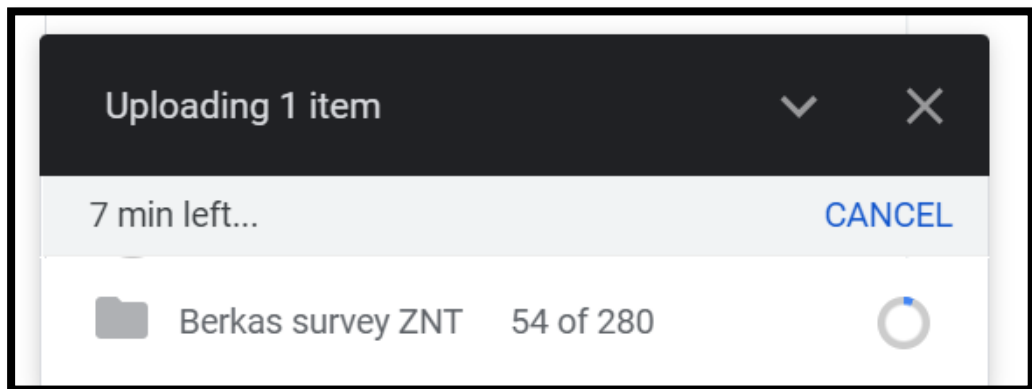 Uploading 1 item
7 min left...    CANCEL
Berkas survey ZNT    54 of 280